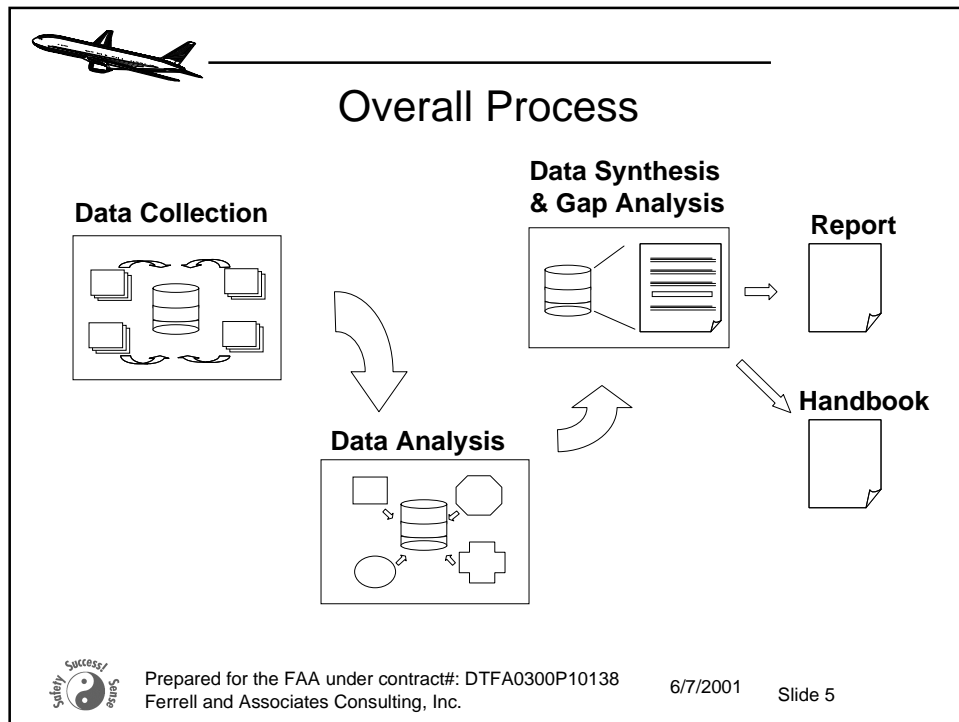 Overall Process
Data Collection
Data Analysis
Data Synthesis
& Gap Analysis
Report
Handbook
Safety Success! Sense
Prepared for the FAA under contract#: DTFA0300P10138
Ferrell and Associates Consulting, Inc.
6/7/2001
Slide 5